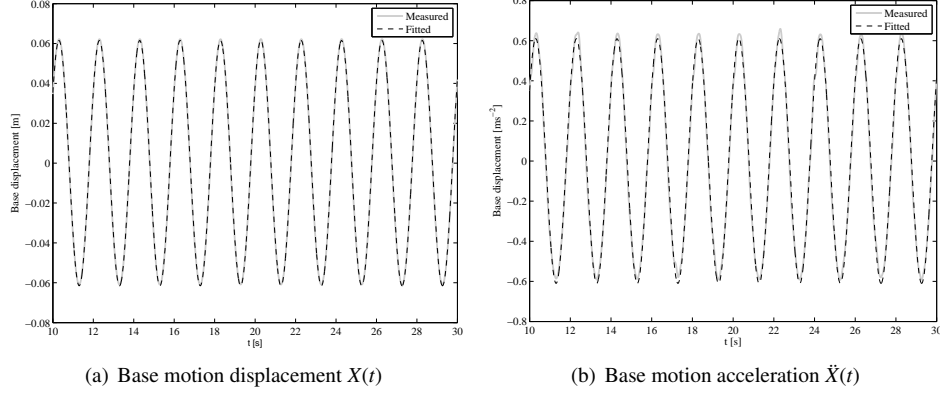 0.08
0.06
0.04
0.02
0
−0.02
−0.04
−0.06
−0.08
Base displacement [m]
10 12 14 16 18 20 22 24 26 28 30
t [s]
Measured
Fitted
(a) Base motion displacement X(t)
0.8
0.6
0.4
0.2
0
−0.2
−0.4
−0.6
−0.8
Base displacement [ms⁻²]
10 12 14 16 18 20 22 24 26 28 30
t [s]
Measured
Fitted
(b) Base motion acceleration Ẍ(t)